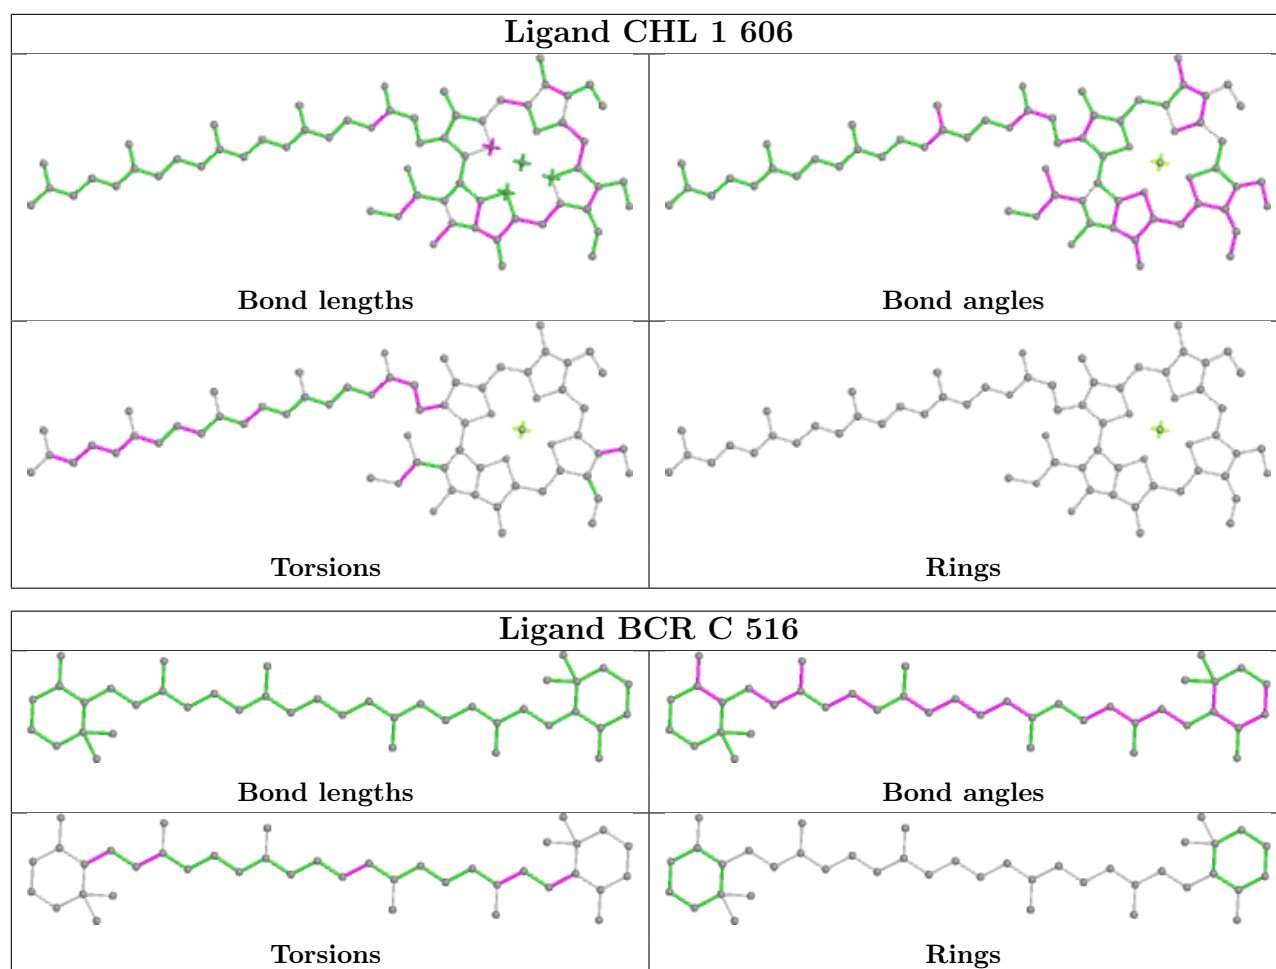 Ligand CHL 1 606
Bond lengths
Bond angles
Torsions
Rings
Ligand BCR C 516
Bond lengths
Bond angles
Torsions
Rings